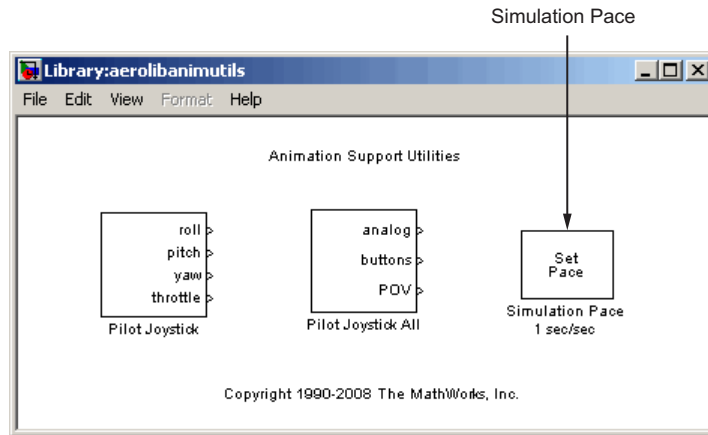 Simulation Pace
Library:aerolibanimutils
File Edit View Format Help
Animation Support Utilities
roll
pitch
yaw
throttle
Pilot Joystick
analog
buttons
POV
Pilot Joystick All
Set
Pace
Simulation Pace
1 sec/sec
Copyright 1990-2008 The MathWorks, Inc.